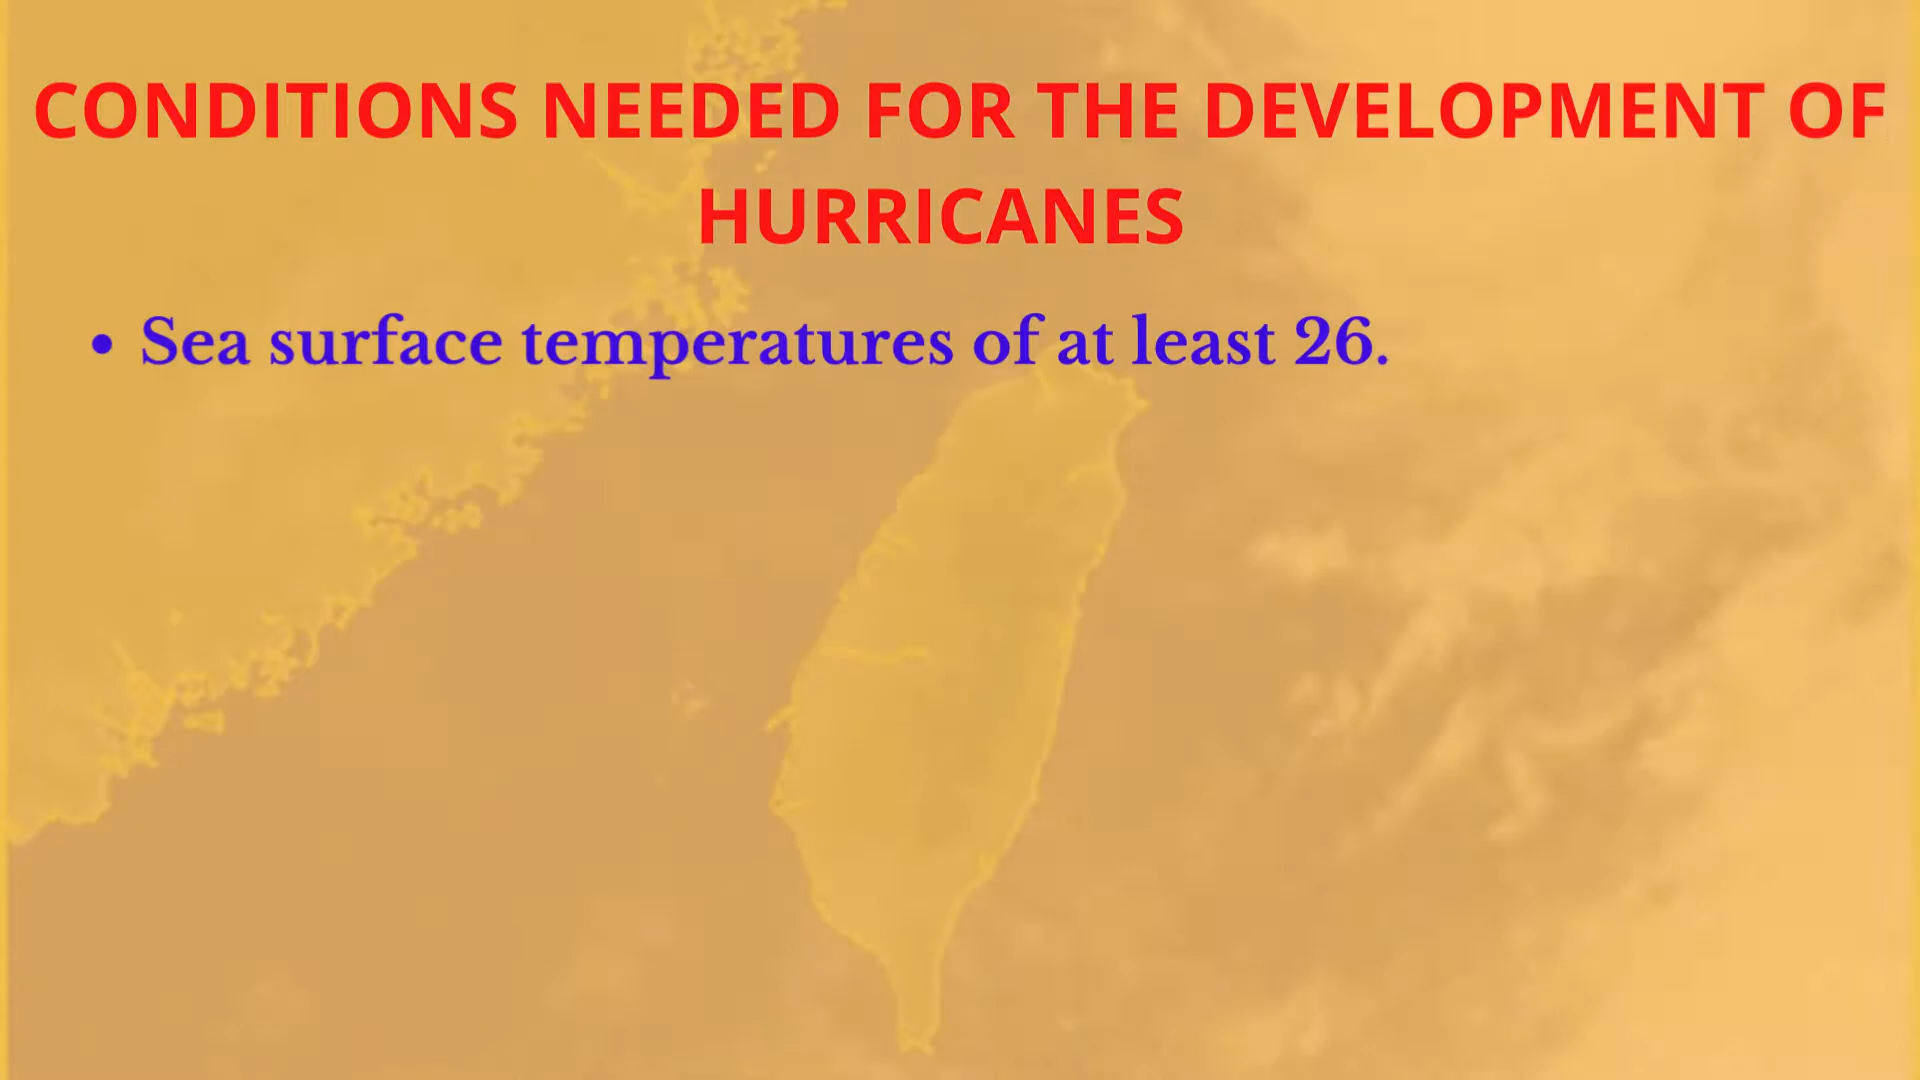 CONDITIONS NEEDED FOR THE DEVELOPMENT OF
HURRICANES
• Sea surface temperatures of at least 26.